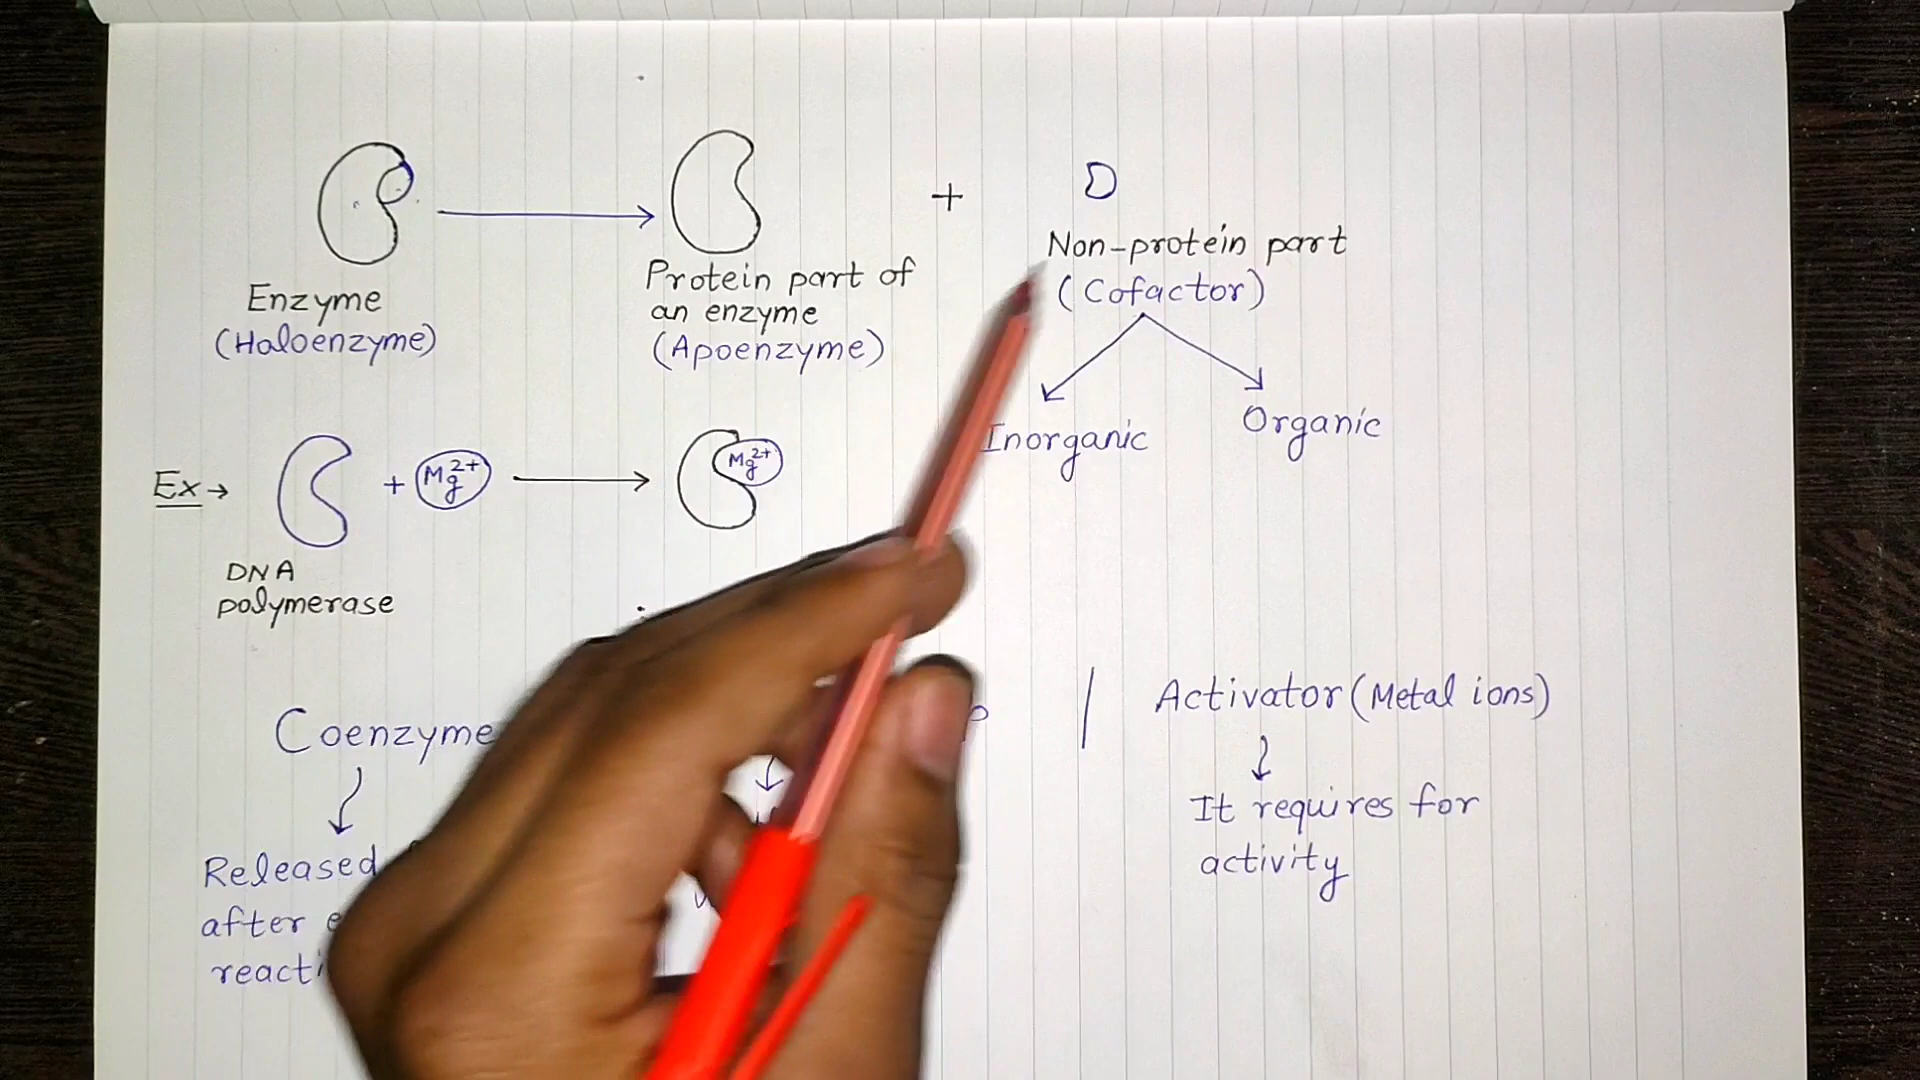 Enzyme
(Haloenzyme)
Protein part of
an enzyme
(Apoenzyme)
+
Non-protein part
(Cofactor)
Inorganic
Organic
Ex →
+ Mg2+
Mg2+
DNA
polymerase
Coenzyme
Released
after
Activator (Metal ions)
It requires for
activity